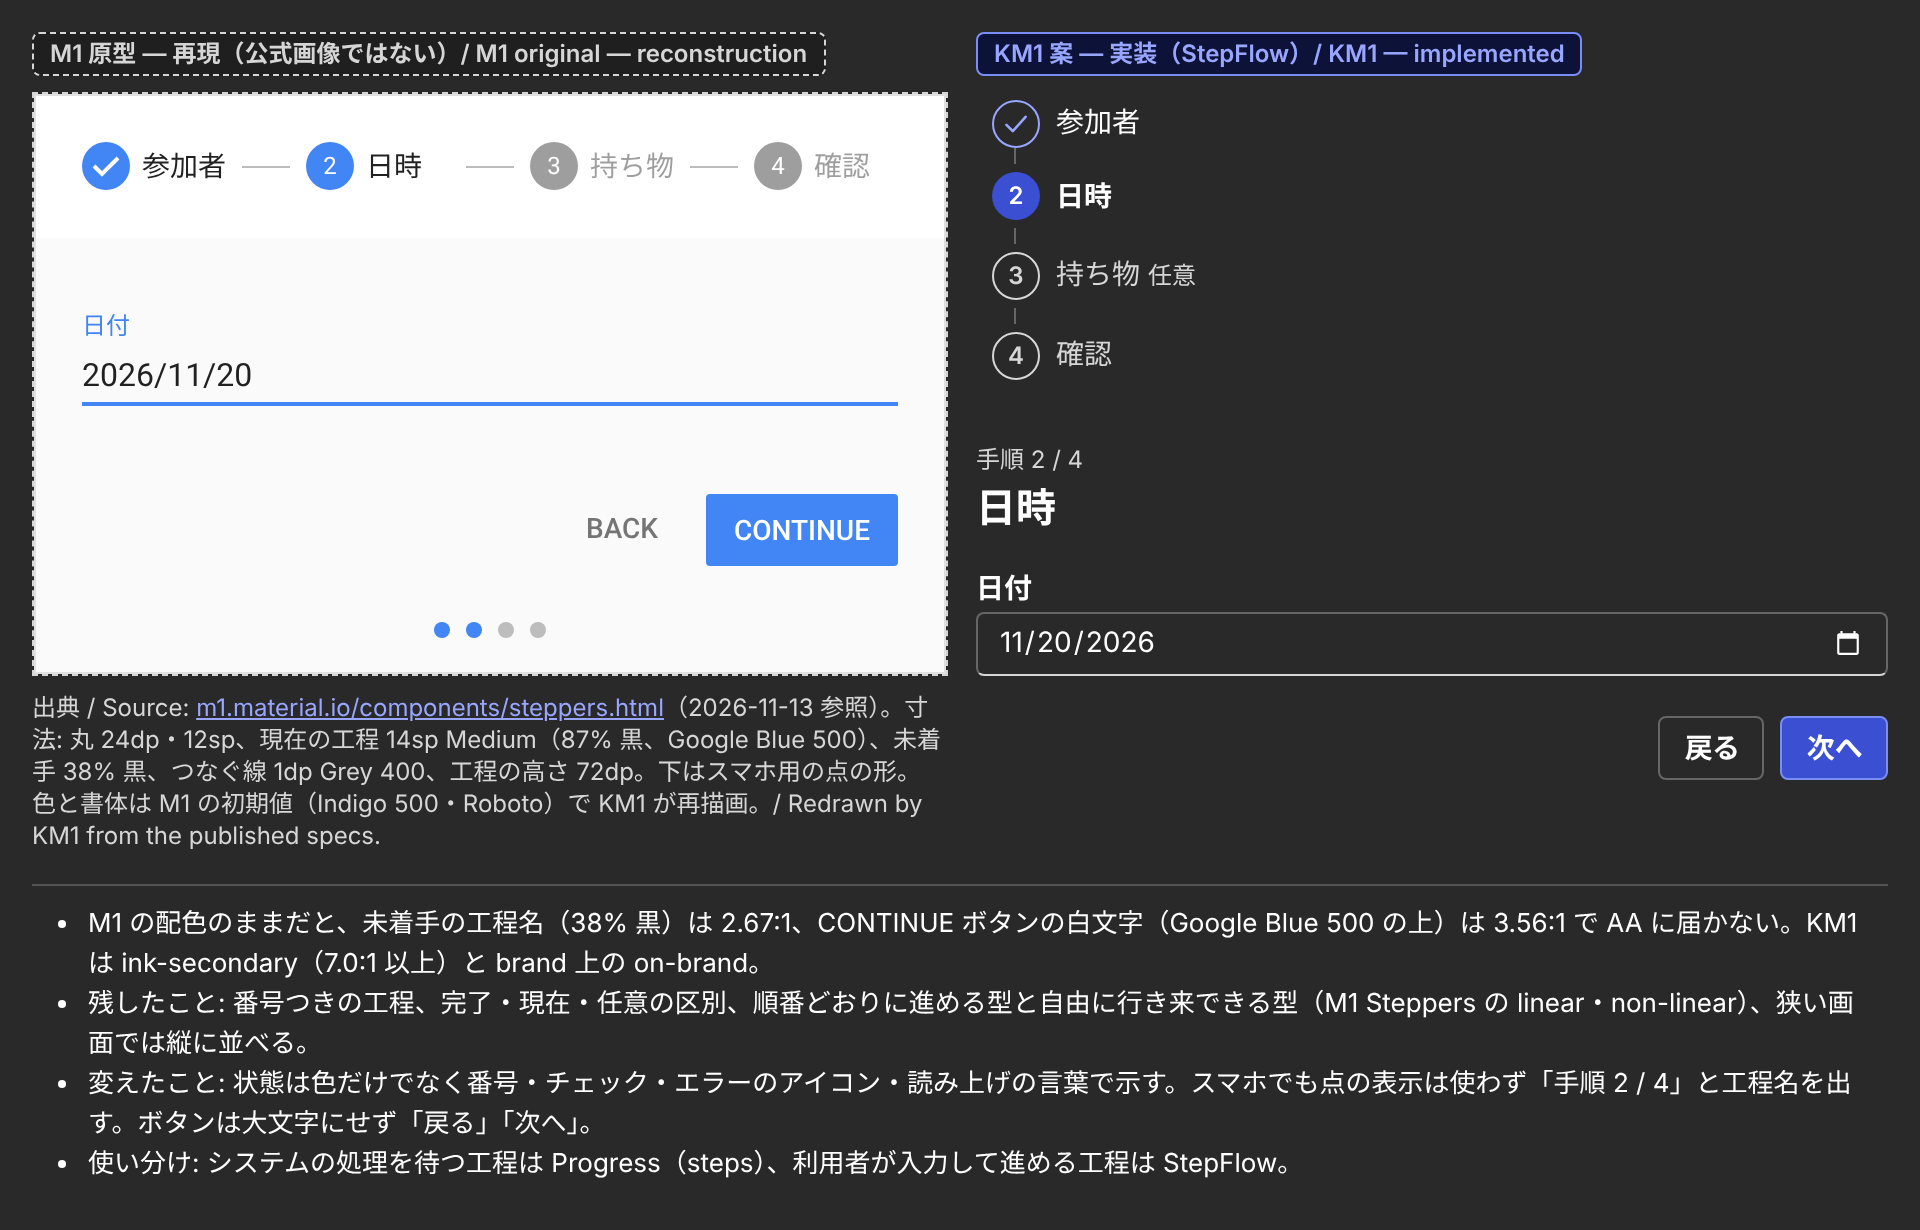 M1 原型 — 再現（公式画像ではない）/ M1 original — reconstruction
参加者
2 日時
3 持ち物
4 確認
日付
2026/11/20
BACK
CONTINUE
出典 / Source: m1.material.io/components/steppers.html（2026-11-13 参照）。寸
法: 丸 24dp・12sp、現在の工程 14sp Medium（87% 黒、Google Blue 500）、未着
手 38% 黒、つなぐ線 1dp Grey 400、工程の高さ 72dp。下はスマホ用の点の形。
色と書体は M1 の初期値（Indigo 500・Roboto）で KM1 が再描画。/ Redrawn by
KM1 from the published specs.
KM1 案 — 実装（StepFlow）/ KM1 — implemented
参加者
2 日時
3 持ち物 任意
4 確認
手順 2 / 4
日時
日付
11/20/2026
戻る
次へ
• M1 の配色のままだと、未着手の工程名（38% 黒）は 2.67:1、CONTINUE ボタンの白文字（Google Blue 500 の上）は 3.56:1 で AA に届かない。KM1
は ink-secondary（7.0:1 以上）と brand 上の on-brand。
• 残したこと: 番号つきの工程、完了・現在・任意の区別、順番どおりに進める型と自由に行き来できる型（M1 Steppers の linear・non-linear）、狭い画
面では縦に並べる。
• 変えたこと: 状態は色だけでなく番号・チェック・エラーのアイコン・読み上げの言葉で示す。スマホでも点の表示は使わず「手順 2 / 4」と工程名を出
す。ボタンは大文字にせず「戻る」「次へ」。
• 使い分け: システムの処理を待つ工程は Progress（steps）、利用者が入力して進める工程は StepFlow。